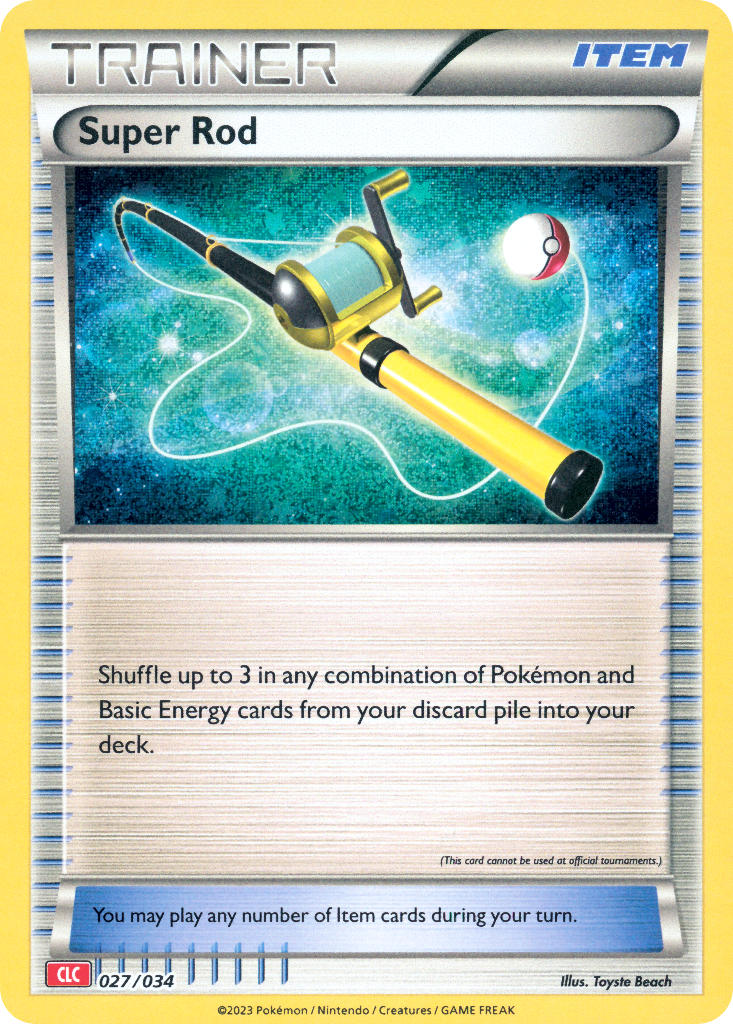 TRAINER
ITEM
Super Rod
Shuffle up to 3 in any combination of Pokémon and
Basic Energy cards from your discard pile into your
deck.
(This card cannot be used at official tournaments.)
You may play any number of Item cards during your turn.
CLC 027/034
Illus. Toyste Beach
©2023 Pokémon / Nintendo / Creatures / GAME FREAK